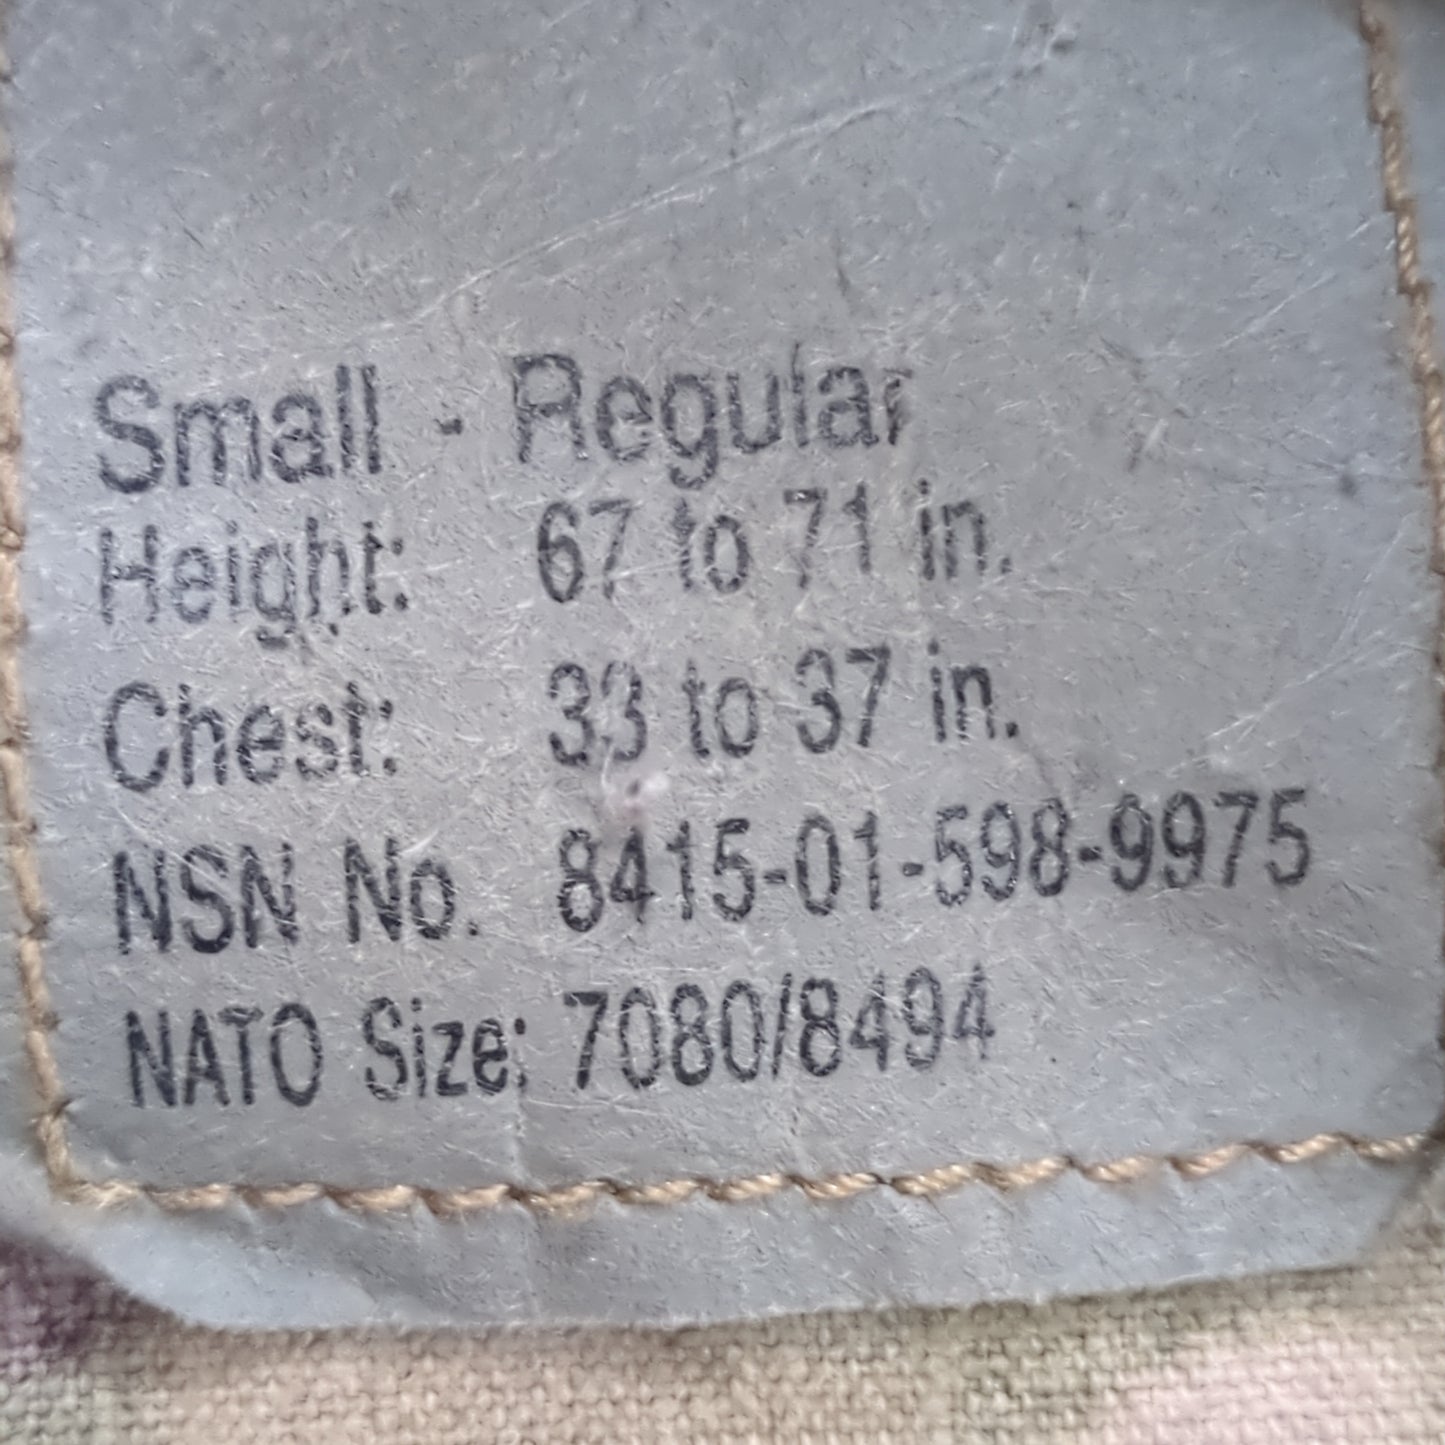 Small - Regular
Height: 67 to 71 in.
Chest: 33 to 37 in.
NSN No. 8415-01-598-9975
NATO Size: 7080/8494